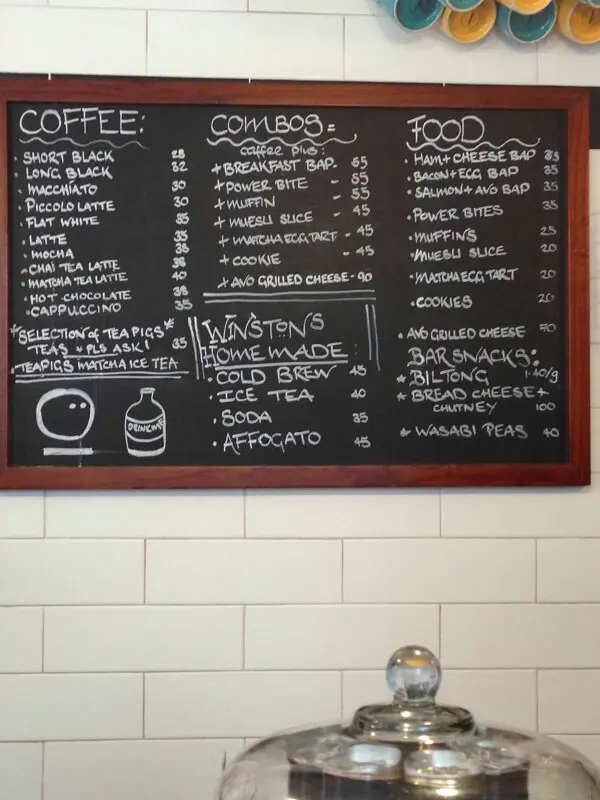 COFFEE:
· SHORT BLACK 28
· LONG BLACK 32
· MACCHIATO 30
· PICCOLO LATTE 30
· FLAT WHITE 35
· LATTE 35
· MOCHA 38
· CHAI TEA LATTE 38
· MATCHA TEA LATTE 40
· HOT CHOCOLATE 38
· CAPPUCCINO 35
*SELECTION of TEA PIGS*
TEAS * PLS ASK! 35
· TEAPIGS MATCHA ICE TEA
DRINK ME
COMBOS=
coffee plus:
+ BREAKFAST BAP - 55
+ POWER BITE - 55
+ MUFFIN - 55
+ MUESLI SLICE - 45
+ MATCHA EGG TART - 45
+ COOKIE - 45
+ AVO GRILLED CHEESE - 90
WINSTONS
HOMEMADE:
· COLD BREW 45
· ICE TEA 40
· SODA 35
· AFFOGATO 45
FOOD
· HAM + CHEESE BAP 35
· BACON + EGG BAP 35
· SALMON + AVO BAP 35
· POWER BITES 35
· MUFFINS 25
· MUESLI SLICE 20
· MATCHA EGG TART 20
· COOKIES 20
· AVO GRILLED CHEESE 70
BAR SNACKS:
* BILTONG 1.40/g
* BREAD CHEESE +
CHUTNEY 100
* WASABI PEAS 40